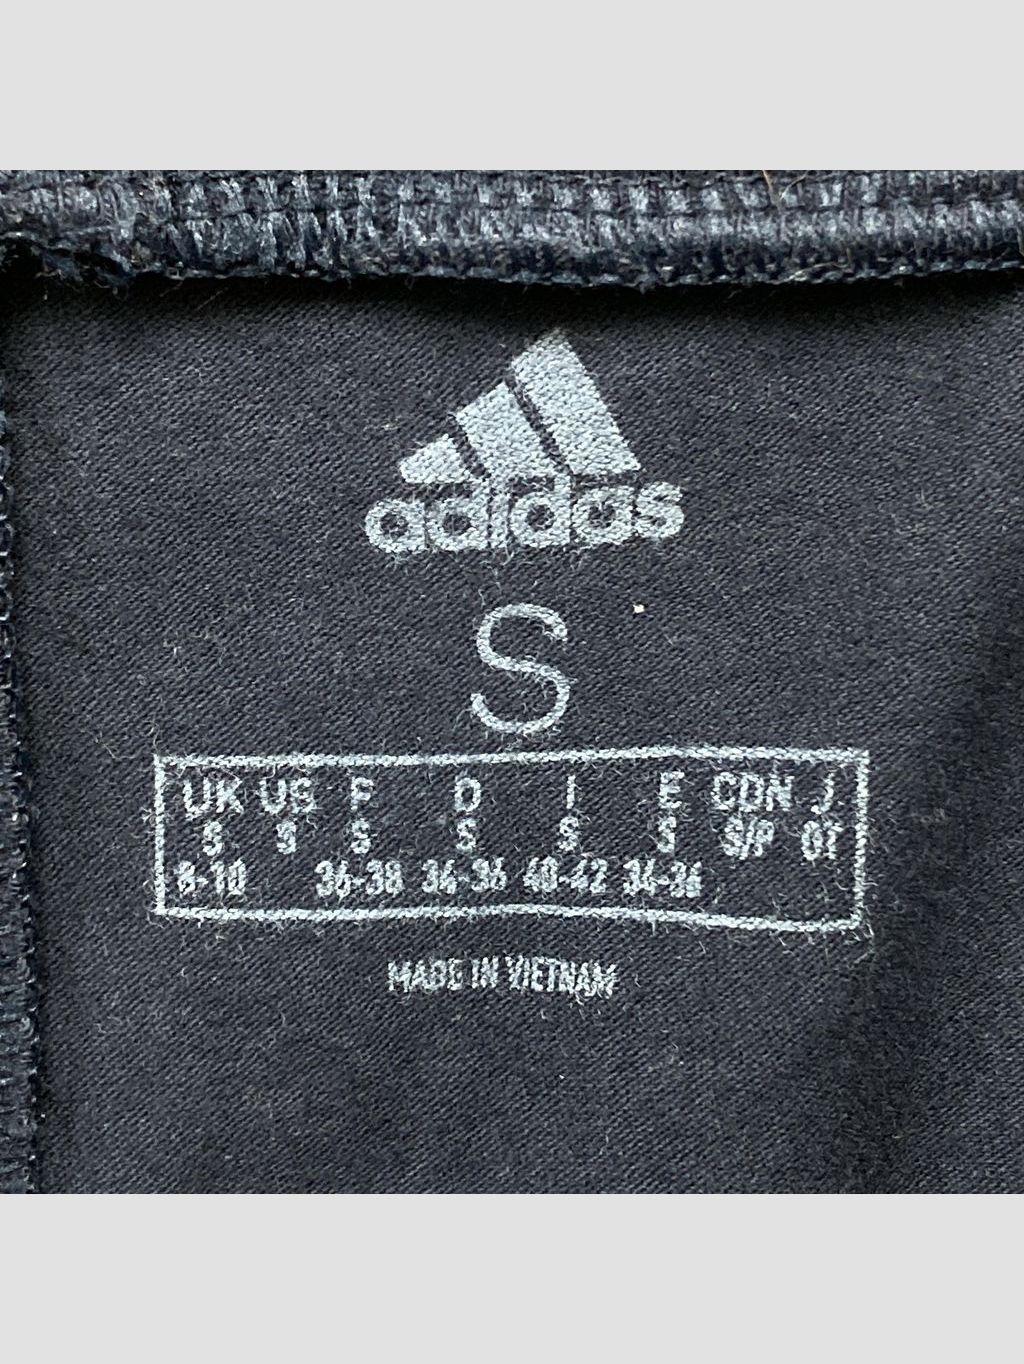 adidas
S
UK US F D I E CDN J
S S S S S S S/P OT
8-10 36-38 34-36 40-42 34-36
MADE IN VIETNAM